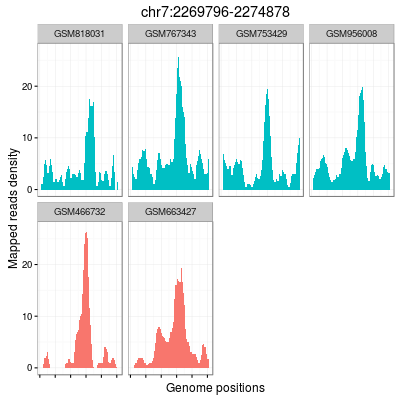 chr7:2269796-2274878
GSM818031 GSM767343 GSM753429 GSM956008
20
10
0
GSM466732 GSM663427
20
10
0
Mapped reads density
Genome positions